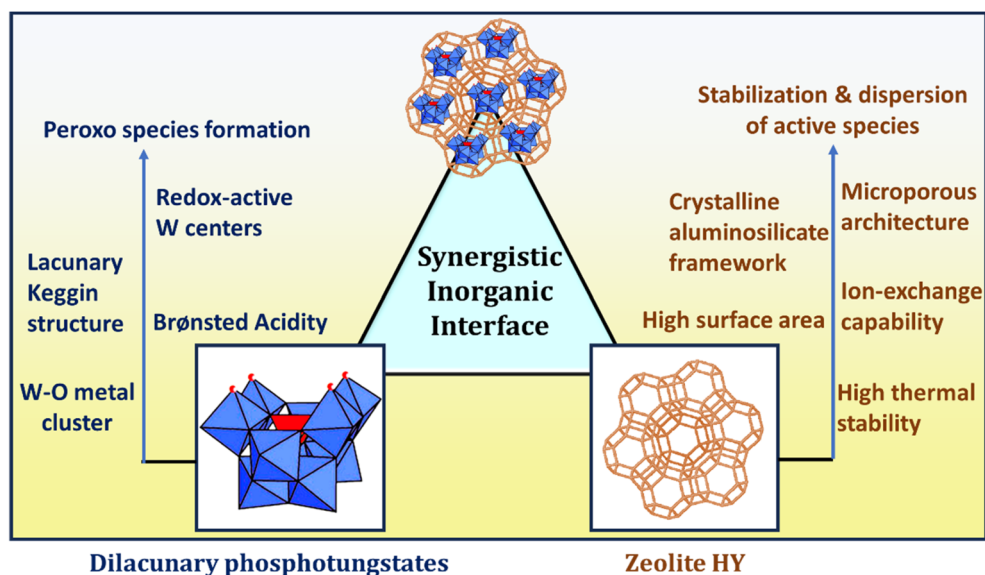 Peroxo species formation
Redox-active
W centers
Lacunary
Keggin
structure
Brønsted Acidity
W-O metal
cluster
Synergistic
Inorganic
Interface
Stabilization & dispersion
of active species
Crystalline
aluminosilicate
framework
Microporous
architecture
High surface area
Ion-exchange
capability
High thermal
stability
Dilacunary phosphotungstates
Zeolite HY